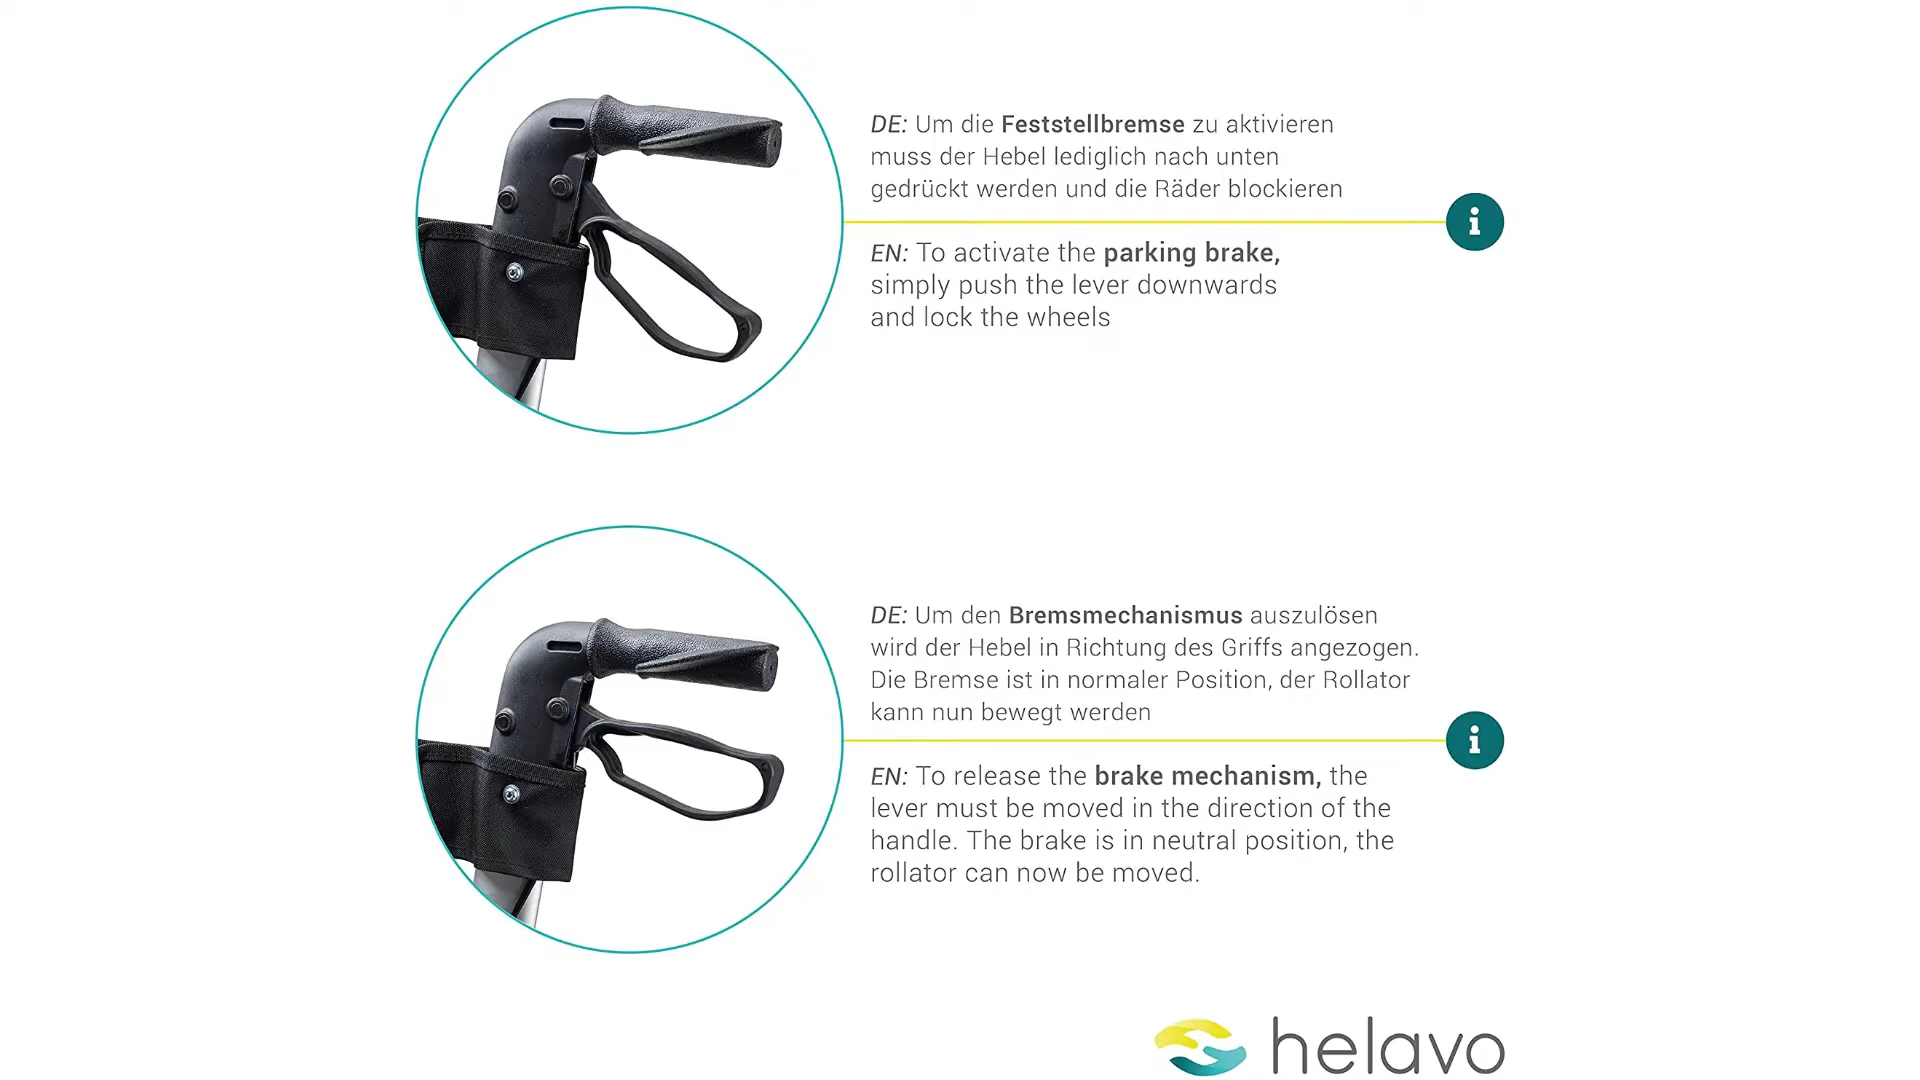 DE: Um die Feststellbremse zu aktivieren
muss der Hebel lediglich nach unten
gedrückt werden und die Räder blockieren
i
EN: To activate the parking brake,
simply push the lever downwards
and lock the wheels
DE: Um den Bremsmechanismus auszulösen
wird der Hebel in Richtung des Griffs angezogen.
Die Bremse ist in normaler Position, der Rollator
kann nun bewegt werden
i
EN: To release the brake mechanism, the
lever must be moved in the direction of the
handle. The brake is in neutral position, the
rollator can now be moved.
helavo